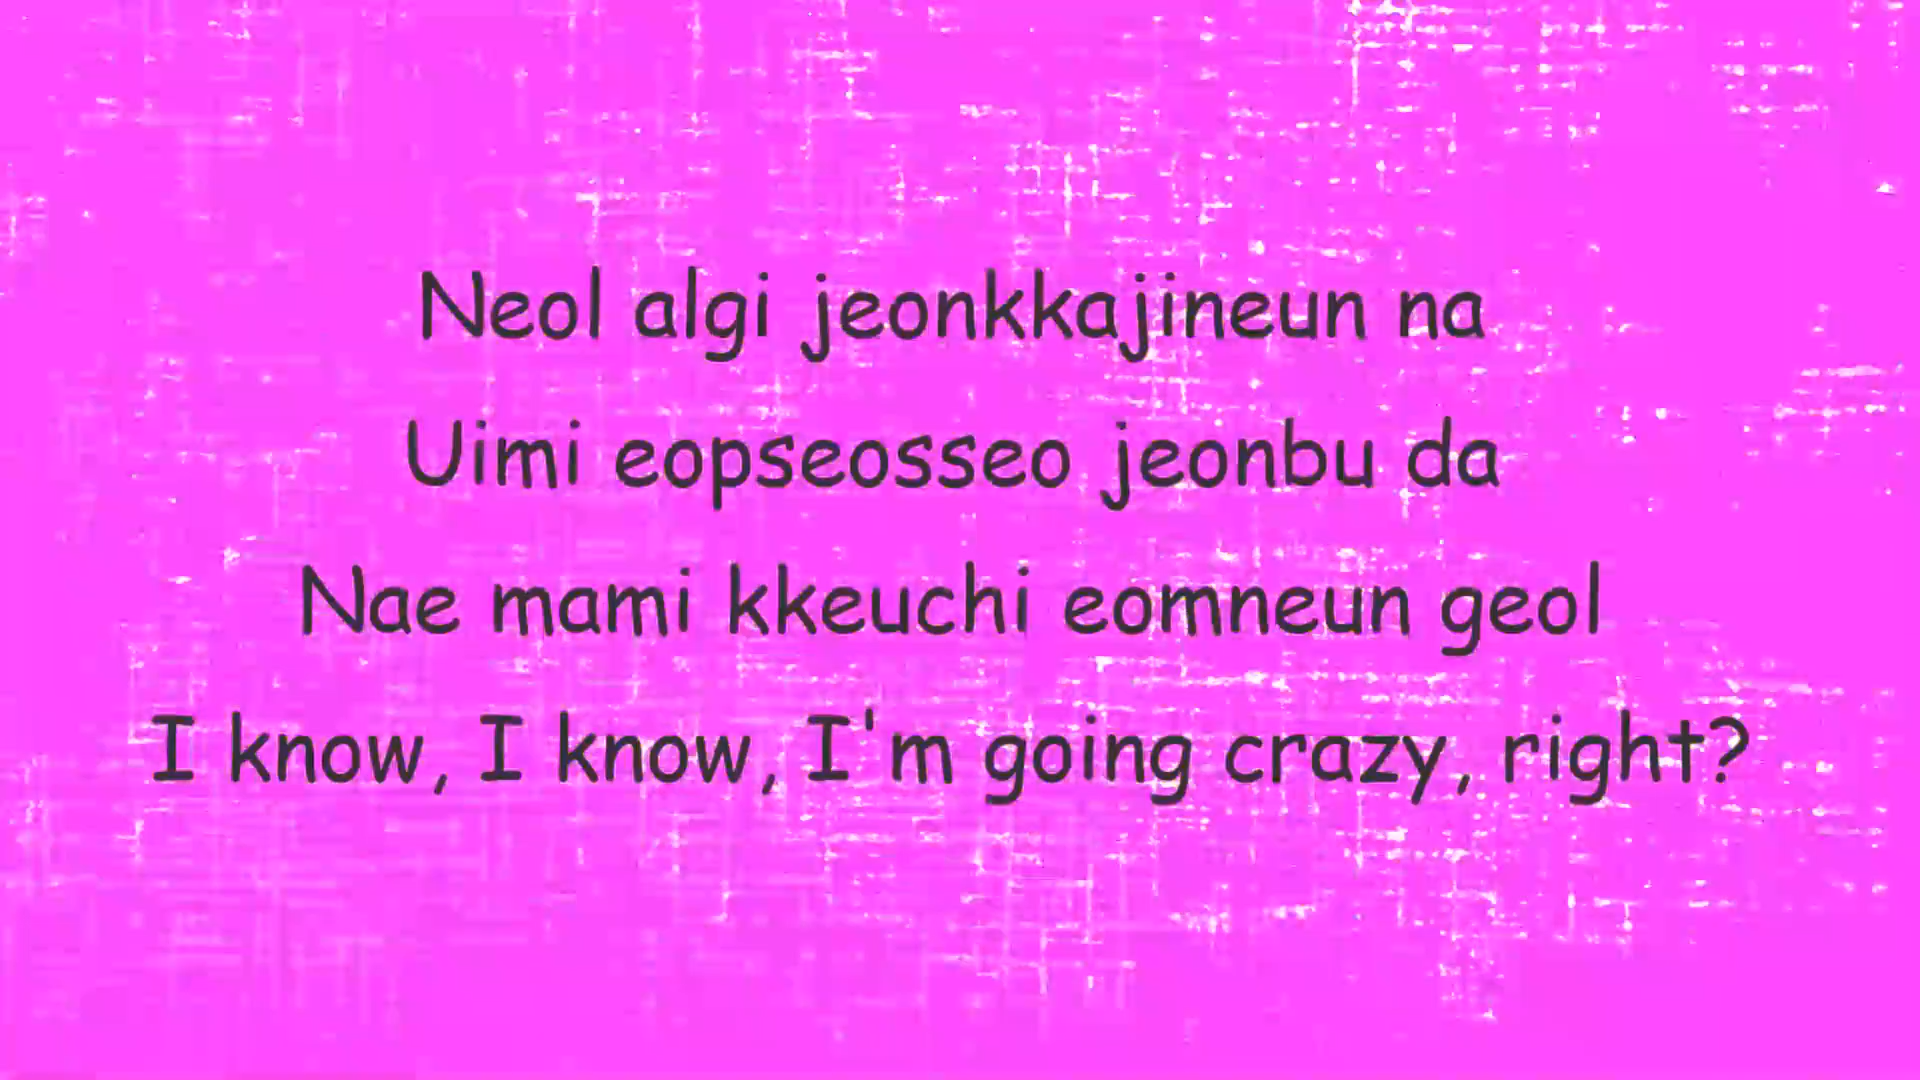 Neol algi jeonkkajineun na
Uimi eopseosseo jeonbu da
Nae mami kkeuchi eomneun geol
I know, I know, I'm going crazy, right?